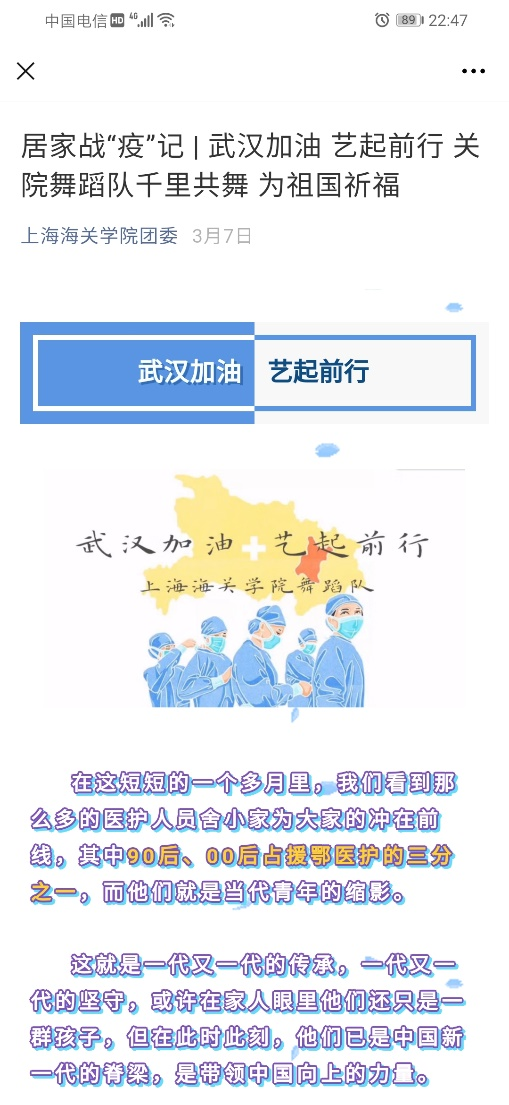 中国电信 HD 4G 89 22:47
居家战“疫”记 | 武汉加油 艺起前行 关
院舞蹈队千里共舞 为祖国祈福
上海海关学院团委 3月7日
武汉加油 艺起前行
武汉加油 艺起前行
上海海关学院舞蹈队
在这短短的一个多月里，我们看到那
么多的医护人员舍小家为大家的冲在前
线，其中90后、00后占援鄂医护的三分
之一，而他们就是当代青年的缩影。
这就是一代又一代的传承，一代又一
代的坚守，或许在家人眼里他们还只是一
群孩子，但在此时此刻，他们已是中国新
一代的脊梁，是带领中国向上的力量。